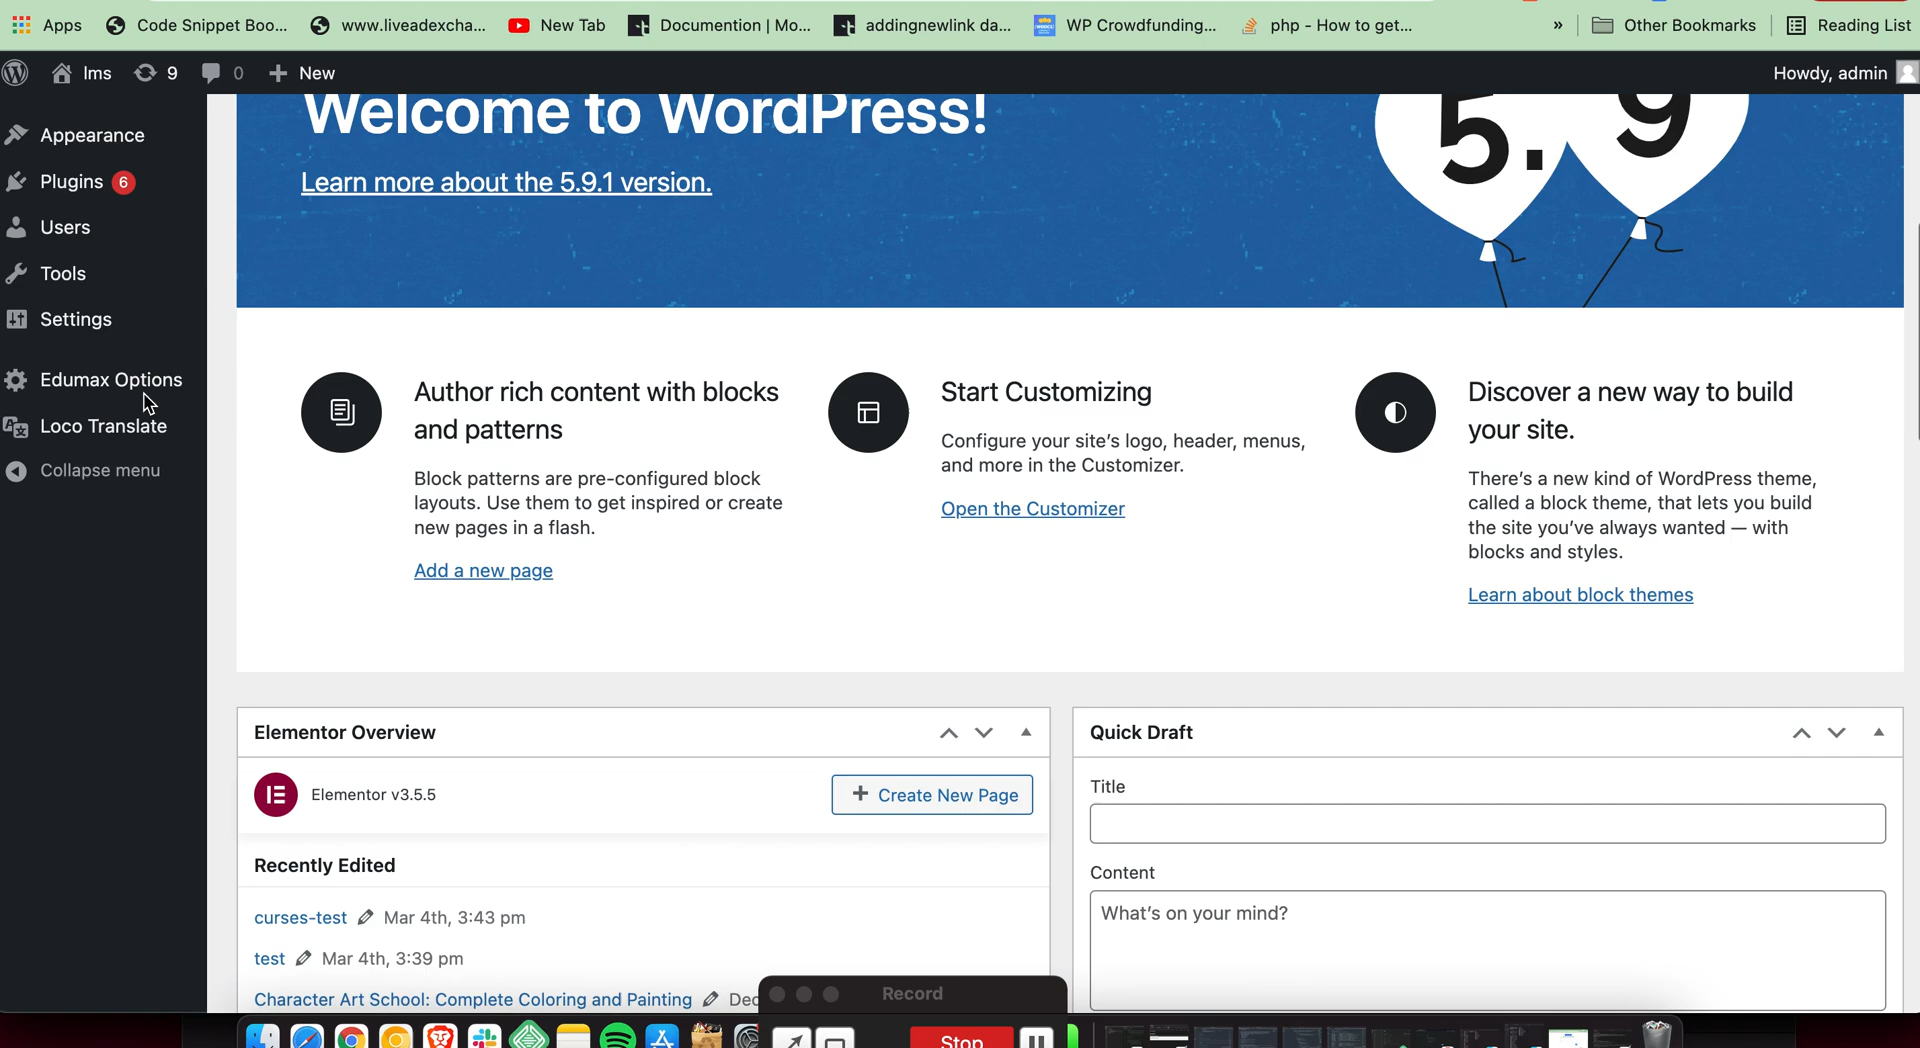 Apps Code Snippet Boo... www.liveadexcha... New Tab Documention | Mo... addingnewlink da... WP Crowdfunding... php - How to get... » Other Bookmarks Reading List
lms 9 0 + New Howdy, admin
Appearance
Plugins 6
Users
Tools
Settings
Edumax Options
Loco Translate
Collapse menu
Welcome to WordPress!
Learn more about the 5.9.1 version.
5.9
Author rich content with blocks
and patterns
Block patterns are pre-configured block
layouts. Use them to get inspired or create
new pages in a flash.
Add a new page
Start Customizing
Configure your site's logo, header, menus,
and more in the Customizer.
Open the Customizer
Discover a new way to build
your site.
There's a new kind of WordPress theme,
called a block theme, that lets you build
the site you've always wanted — with
blocks and styles.
Learn about block themes
Elementor Overview
Elementor v3.5.5
+ Create New Page
Recently Edited
curses-test Mar 4th, 3:43 pm
test Mar 4th, 3:39 pm
Character Art School: Complete Coloring and Painting Dec
Quick Draft
Title
Content
What's on your mind?
Record
Stop